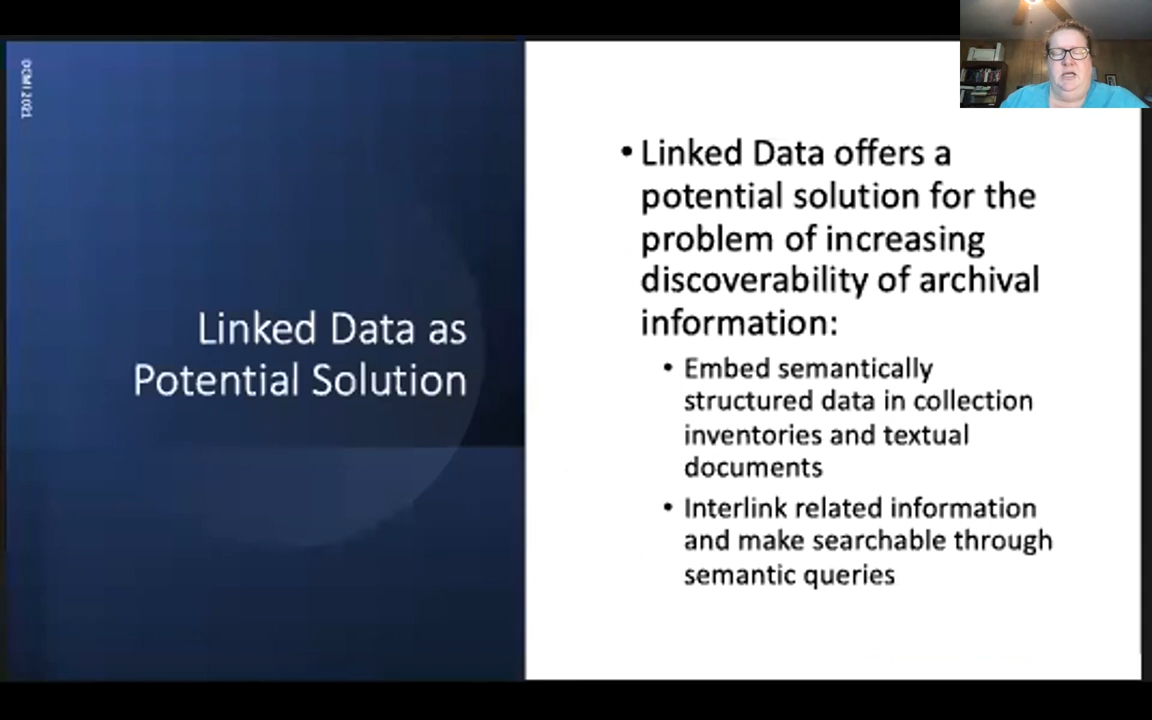 DCMI 2021
Linked Data as
Potential Solution
• Linked Data offers a
potential solution for the
problem of increasing
discoverability of archival
information:
• Embed semantically
structured data in collection
inventories and textual
documents
• Interlink related information
and make searchable through
semantic queries